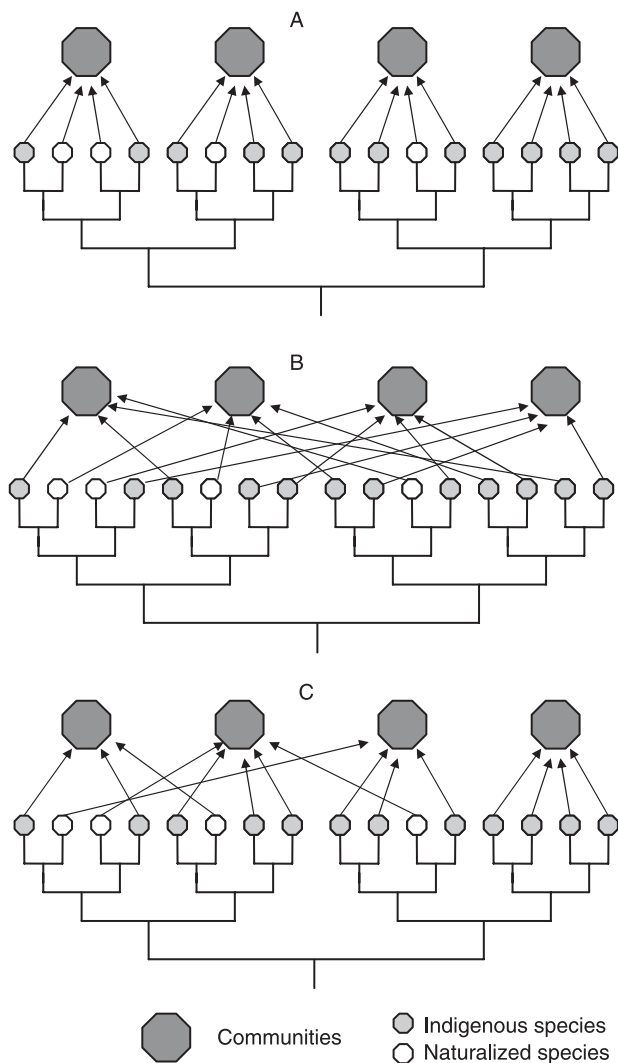 A
B
C
Communities
Indigenous species
Naturalized species